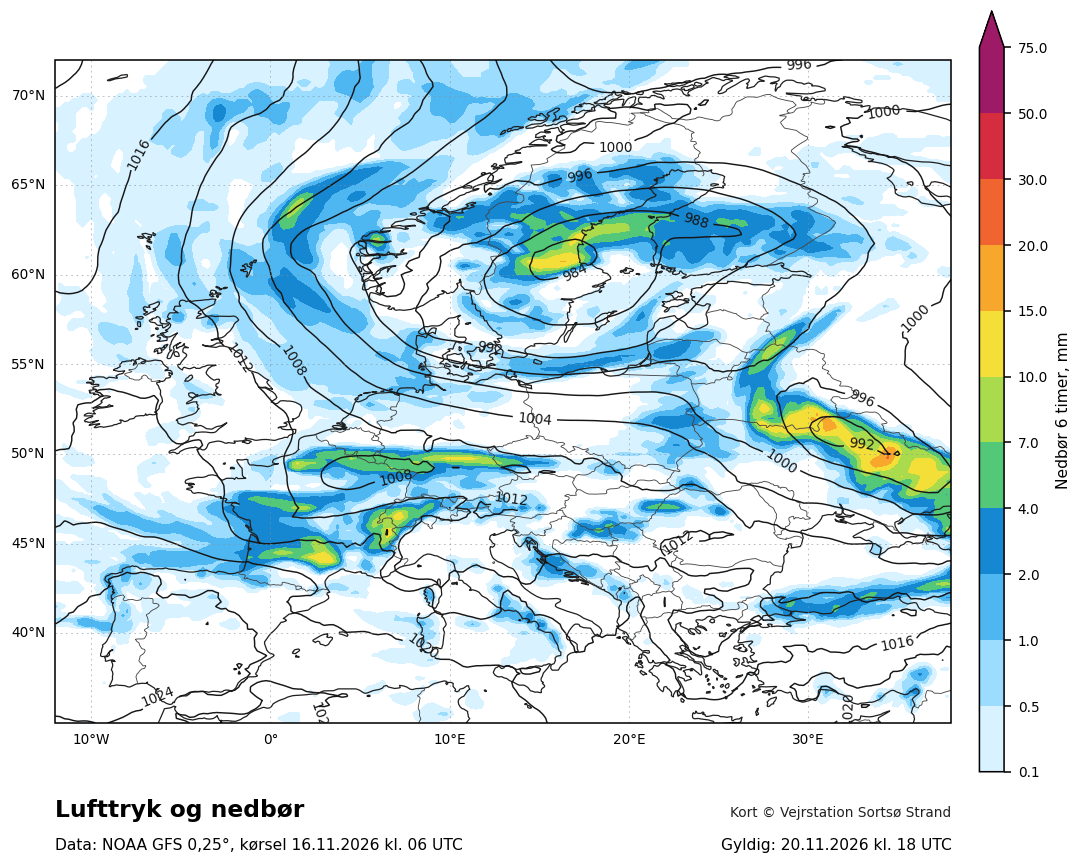 996
1000
1016
1000
996
988
984
1000
1012
1008
992
1004
996
992
1000
1008
1012
1012
1016
1020
1024
1020
70°N
65°N
60°N
55°N
50°N
45°N
40°N
10°W
0°
10°E
20°E
30°E
75.0
50.0
30.0
20.0
15.0
10.0
7.0
4.0
2.0
1.0
0.5
0.1
Nedbør 6 timer, mm
Lufttryk og nedbør
Kort © Vejrstation Sortsø Strand
Data: NOAA GFS 0,25°, kørsel 16.11.2026 kl. 06 UTC
Gyldig: 20.11.2026 kl. 18 UTC